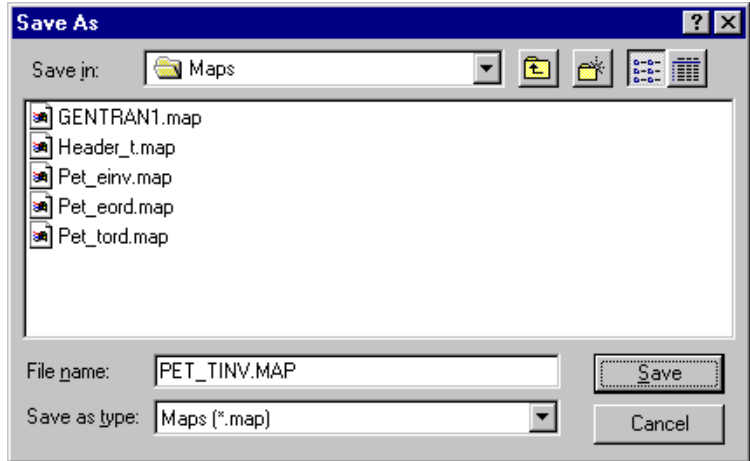 Save As
Save in: Maps
GENTRAN1.map
Header_t.map
Pet_einv.map
Pet_eord.map
Pet_tord.map
File name: PET_TINV.MAP Save
Save as type: Maps (*.map) Cancel